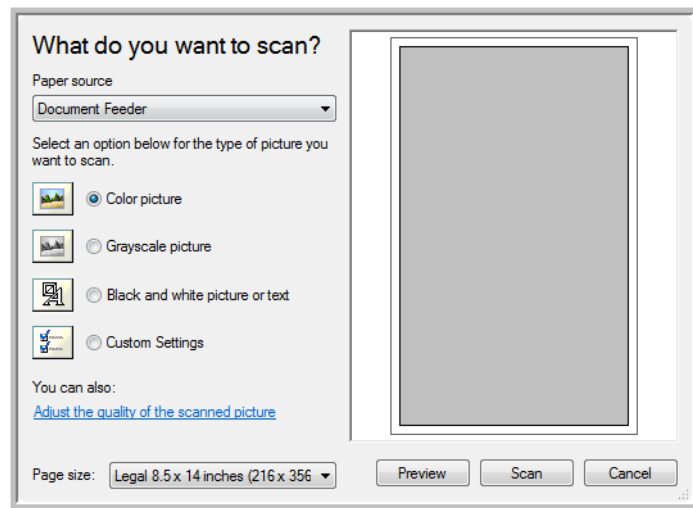 What do you want to scan?
Paper source
Document Feeder
Select an option below for the type of picture you
want to scan.
Color picture
Grayscale picture
Black and white picture or text
Custom Settings
You can also:
Adjust the quality of the scanned picture
Page size: Legal 8.5 x 14 inches (216 x 356
Preview Scan Cancel